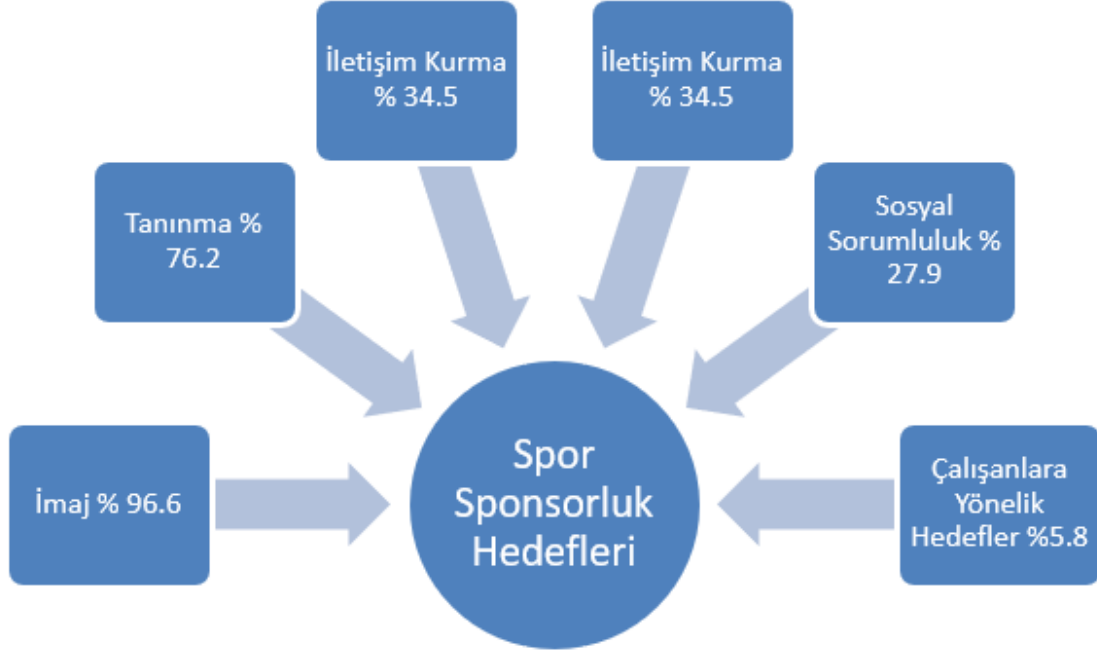 İletişim Kurma
% 34.5
İletişim Kurma
% 34.5
Tanınma %
76.2
Sosyal
Sorumluluk %
27.9
İmaj % 96.6
Spor
Sponsorluk
Hedefleri
Çalışanlara
Yönelik
Hedefler %5.8